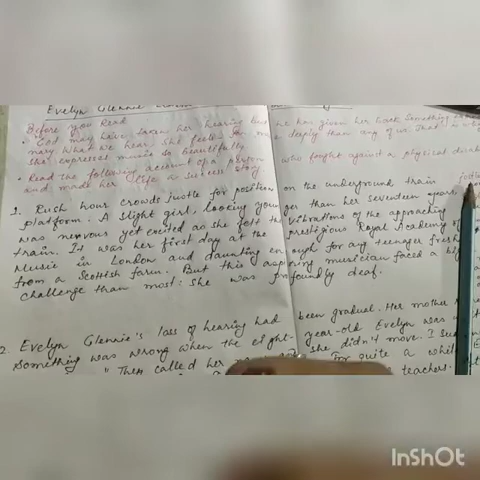 Evelyn Glennie
Before you Read
• God may have taken her hearing but he has given her back something
nary. What we hear. She feels far more deeply than any of us. That is
She expresses music so beautifully.
• Read the following account of a person who fought against a physical
and made her life a success story
1. Rush hour crowds jostle for position on the underground train
platform. A slight girl, looking younger than her seventeen years,
was nervous yet excited as she felt the vibrations of the approaching
train. It was her first day at the prestigious Royal Academy of
Music in London and daunting enough for any teenager fresh
from a Scottish farm. But this aspiring musician faced a
challenge than most: she was profoundly deaf.
2. Evelyn Glennie's loss of hearing had been gradual. Her mother
something was wrong when the eight-year-old Evelyn was
"They called her she didn't move. I
For quite a while
teachers.
InShOt